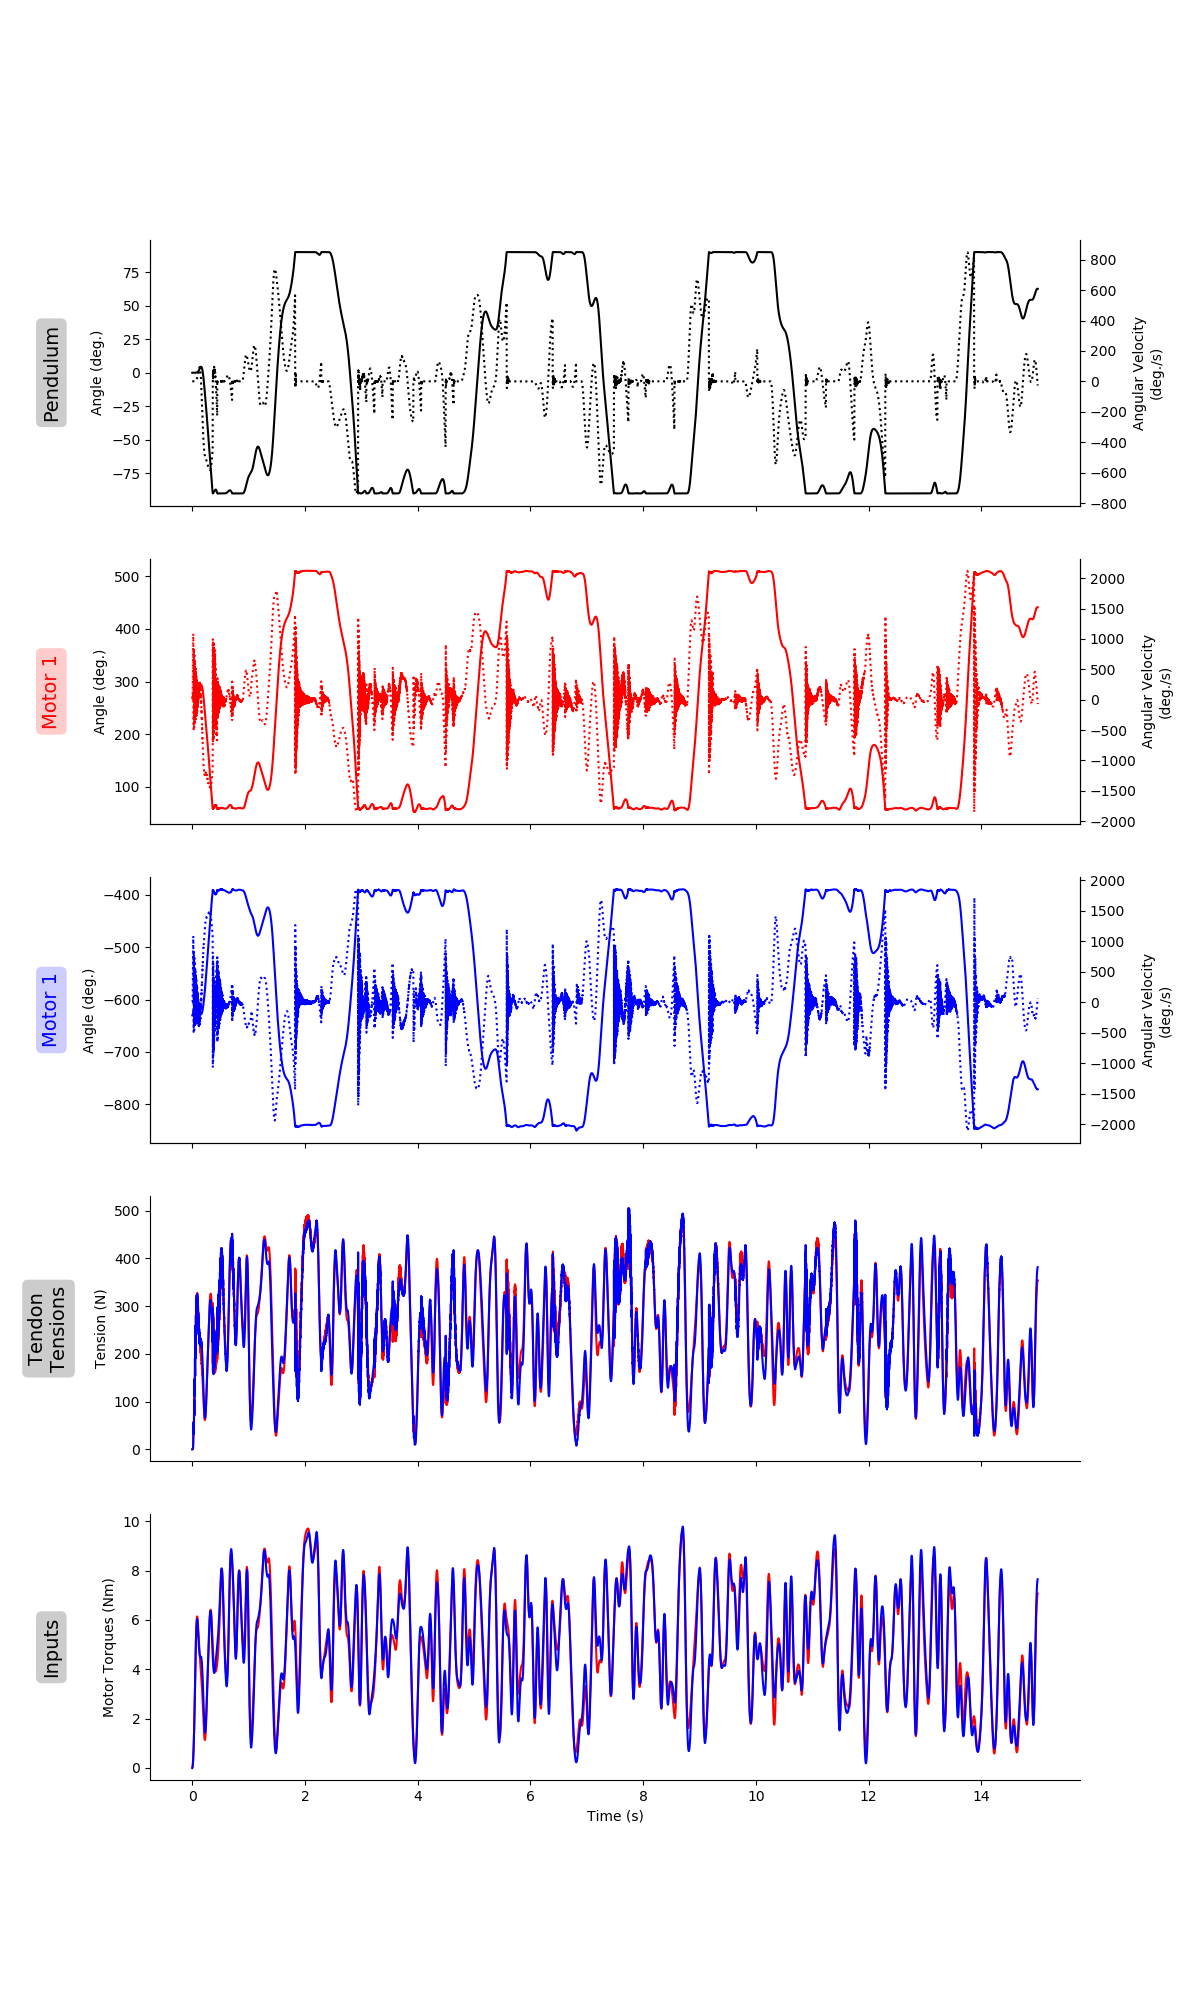 Pendulum
Angle (deg.)
75
50
25
0
−25
−50
−75
800
600
400
200
0
−200
−400
−600
−800
Angular Velocity
(deg./s)
Motor 1
Angle (deg.)
500
400
300
200
100
2000
1500
1000
500
0
−500
−1000
−1500
−2000
Angular Velocity
(deg./s)
Motor 1
Angle (deg.)
−400
−500
−600
−700
−800
2000
1500
1000
500
0
−500
−1000
−1500
−2000
Angular Velocity
(deg./s)
Tendon
Tensions
Tension (N)
500
400
300
200
100
0
Inputs
Motor Torques (Nm)
10
8
6
4
2
0
0 2 4 6 8 10 12 14
Time (s)